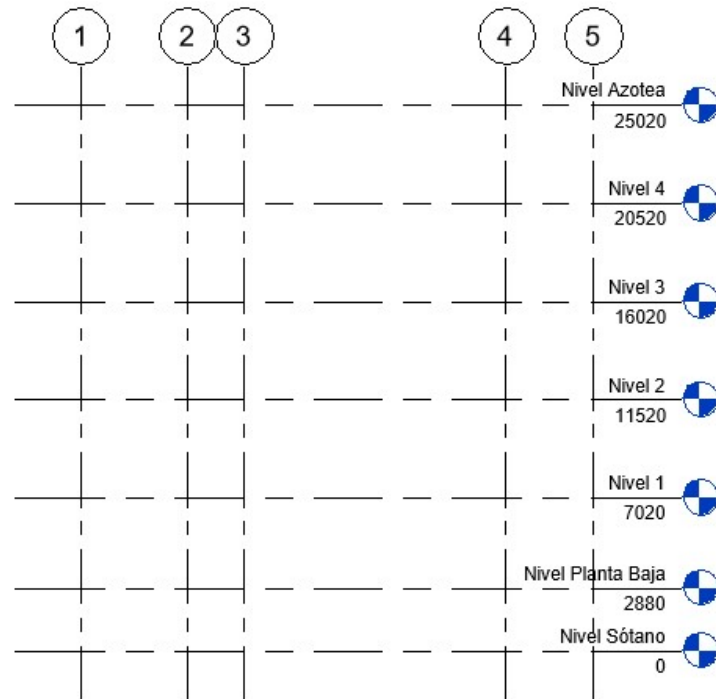 1 2 3 4 5
Nivel Azotea
25020
Nivel 4
20520
Nivel 3
16020
Nivel 2
11520
Nivel 1
7020
Nivel Planta Baja
2880
Nivel Sótano
0